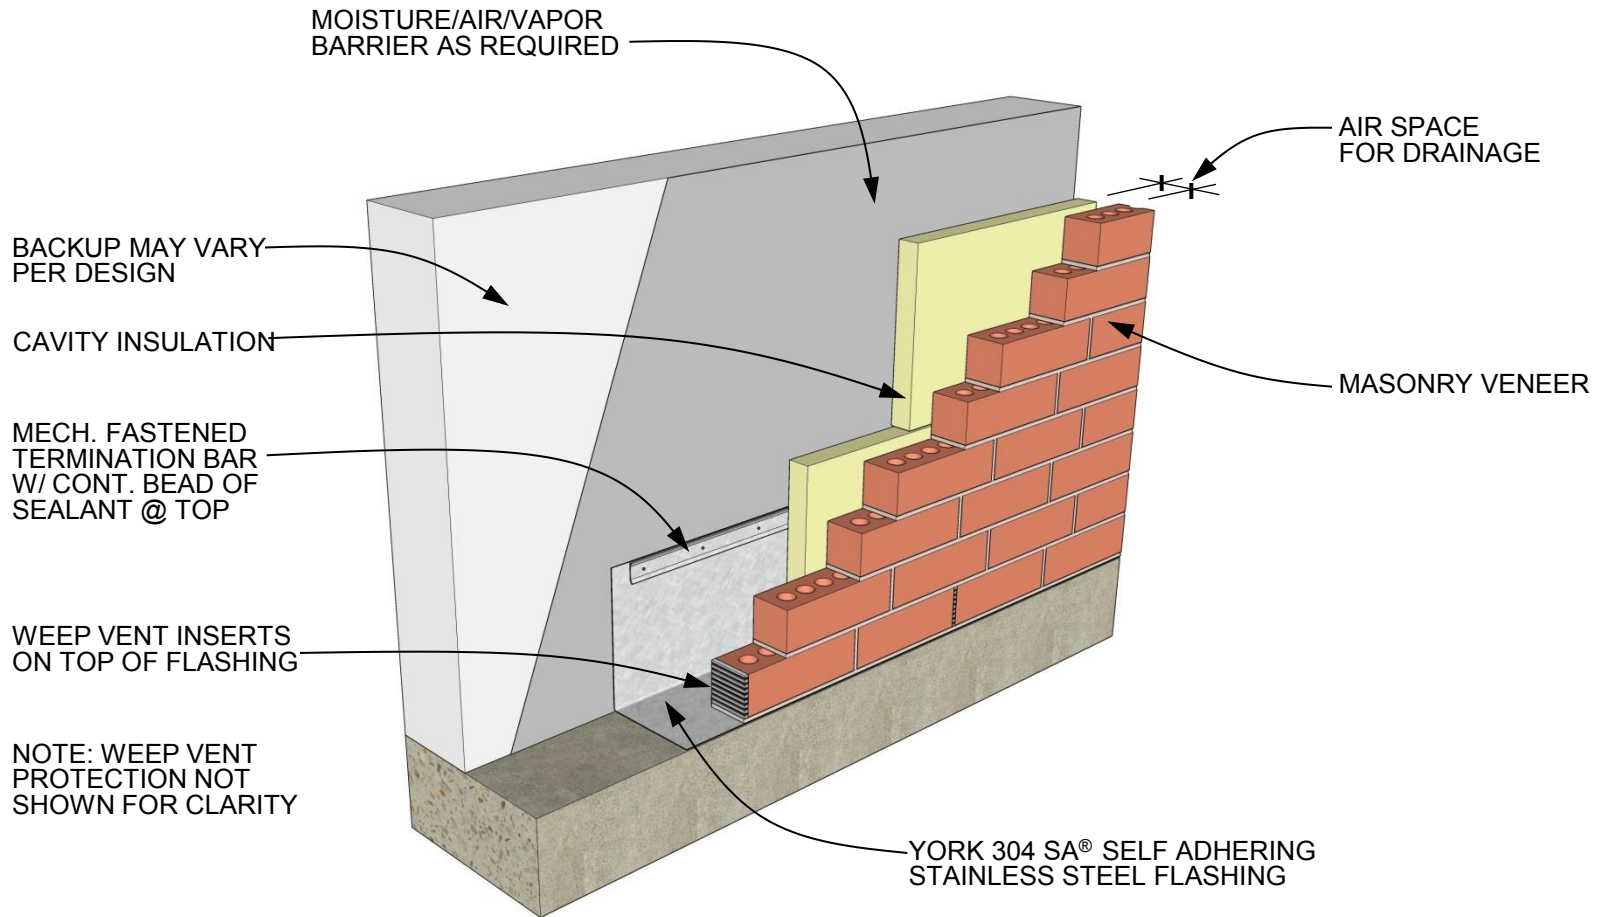 MOISTURE/AIR/VAPOR
BARRIER AS REQUIRED
AIR SPACE
FOR DRAINAGE
BACKUP MAY VARY
PER DESIGN
CAVITY INSULATION
MASONRY VENEER
MECH. FASTENED
TERMINATION BAR
W/ CONT. BEAD OF
SEALANT @ TOP
WEEP VENT INSERTS
ON TOP OF FLASHING
NOTE: WEEP VENT
PROTECTION NOT
SHOWN FOR CLARITY
YORK 304 SA® SELF ADHERING
STAINLESS STEEL FLASHING